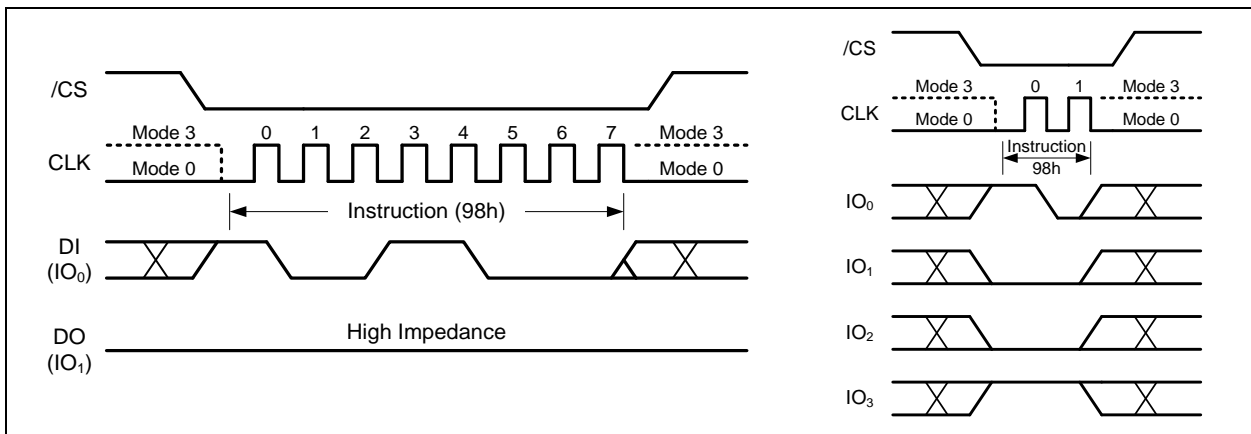 /CS
Mode 3 0 1 2 3 4 5 6 7 Mode 3
CLK Mode 0 Mode 0
Instruction (98h)
DI
(IO₀)
High Impedance
DO
(IO₁)
/CS
Mode 3 0 1 Mode 3
CLK Mode 0 Mode 0
Instruction
98h
IO₀
IO₁
IO₂
IO₃